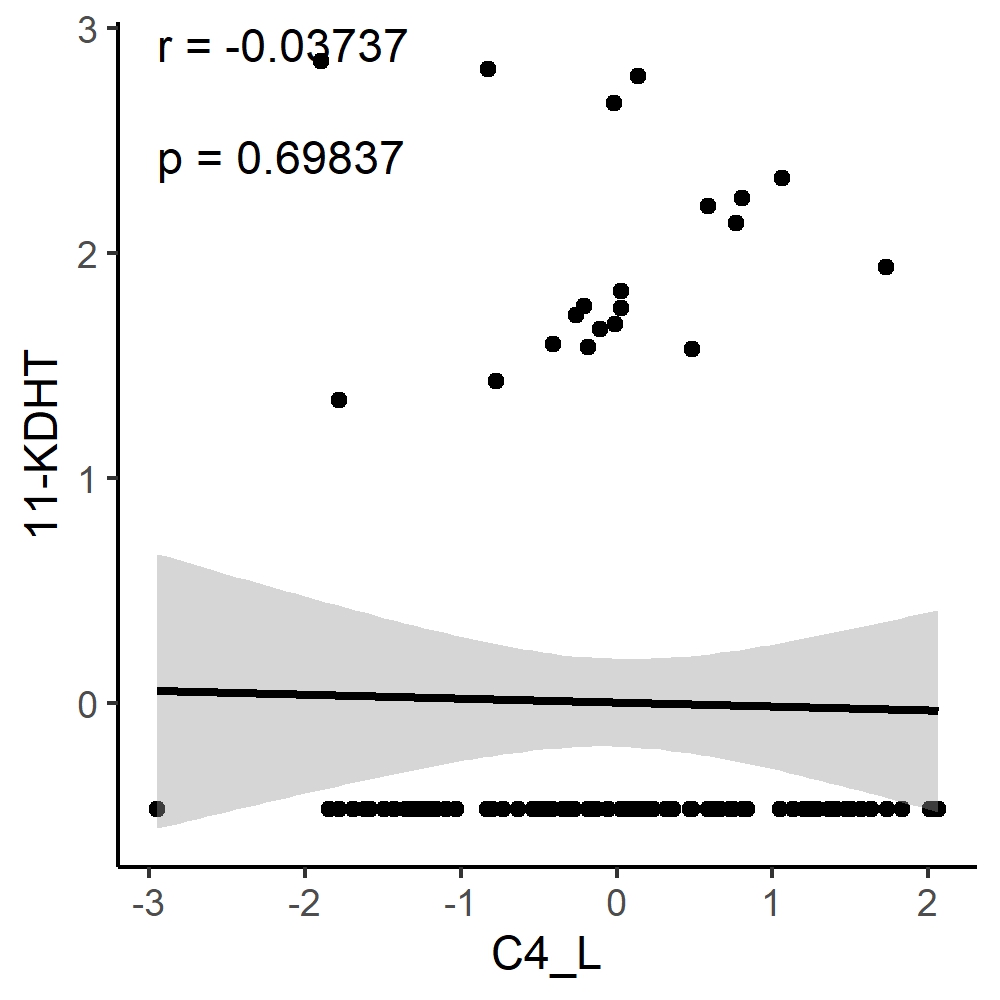 r = -0.03737
p = 0.69837
11-KDHT
3
2
1
0
-3 -2 -1 0 1 2
C4_L